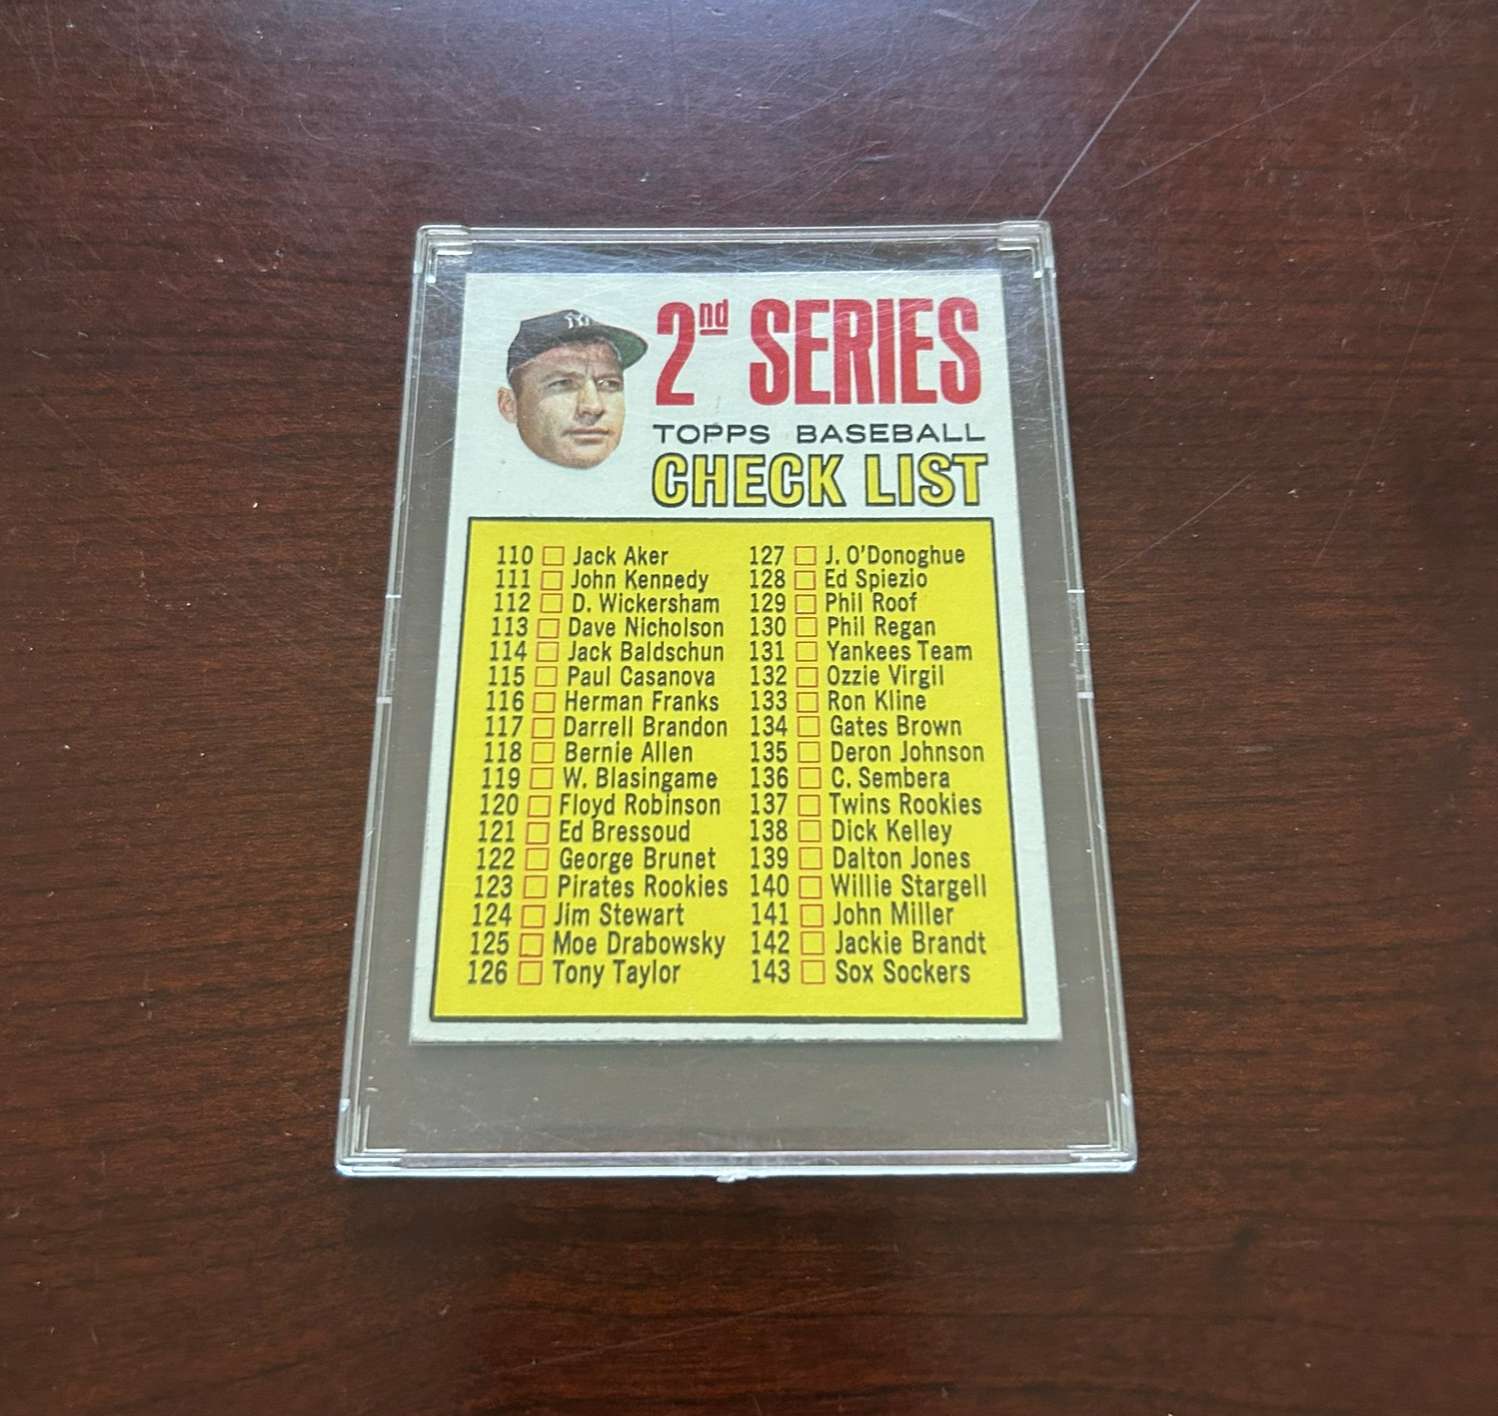 NY
2nd SERIES
TOPPS BASEBALL
CHECK LIST
110 Jack Aker
111 John Kennedy
112 D. Wickersham
113 Dave Nicholson
114 Jack Baldschun
115 Paul Casanova
116 Herman Franks
117 Darrell Brandon
118 Bernie Allen
119 W. Blasingame
120 Floyd Robinson
121 Ed Bressoud
122 George Brunet
123 Pirates Rookies
124 Jim Stewart
125 Moe Drabowsky
126 Tony Taylor
127 J. O'Donoghue
128 Ed Spiezio
129 Phil Roof
130 Phil Regan
131 Yankees Team
132 Ozzie Virgil
133 Ron Kline
134 Gates Brown
135 Deron Johnson
136 C. Sembera
137 Twins Rookies
138 Dick Kelley
139 Dalton Jones
140 Willie Stargell
141 John Miller
142 Jackie Brandt
143 Sox Sockers